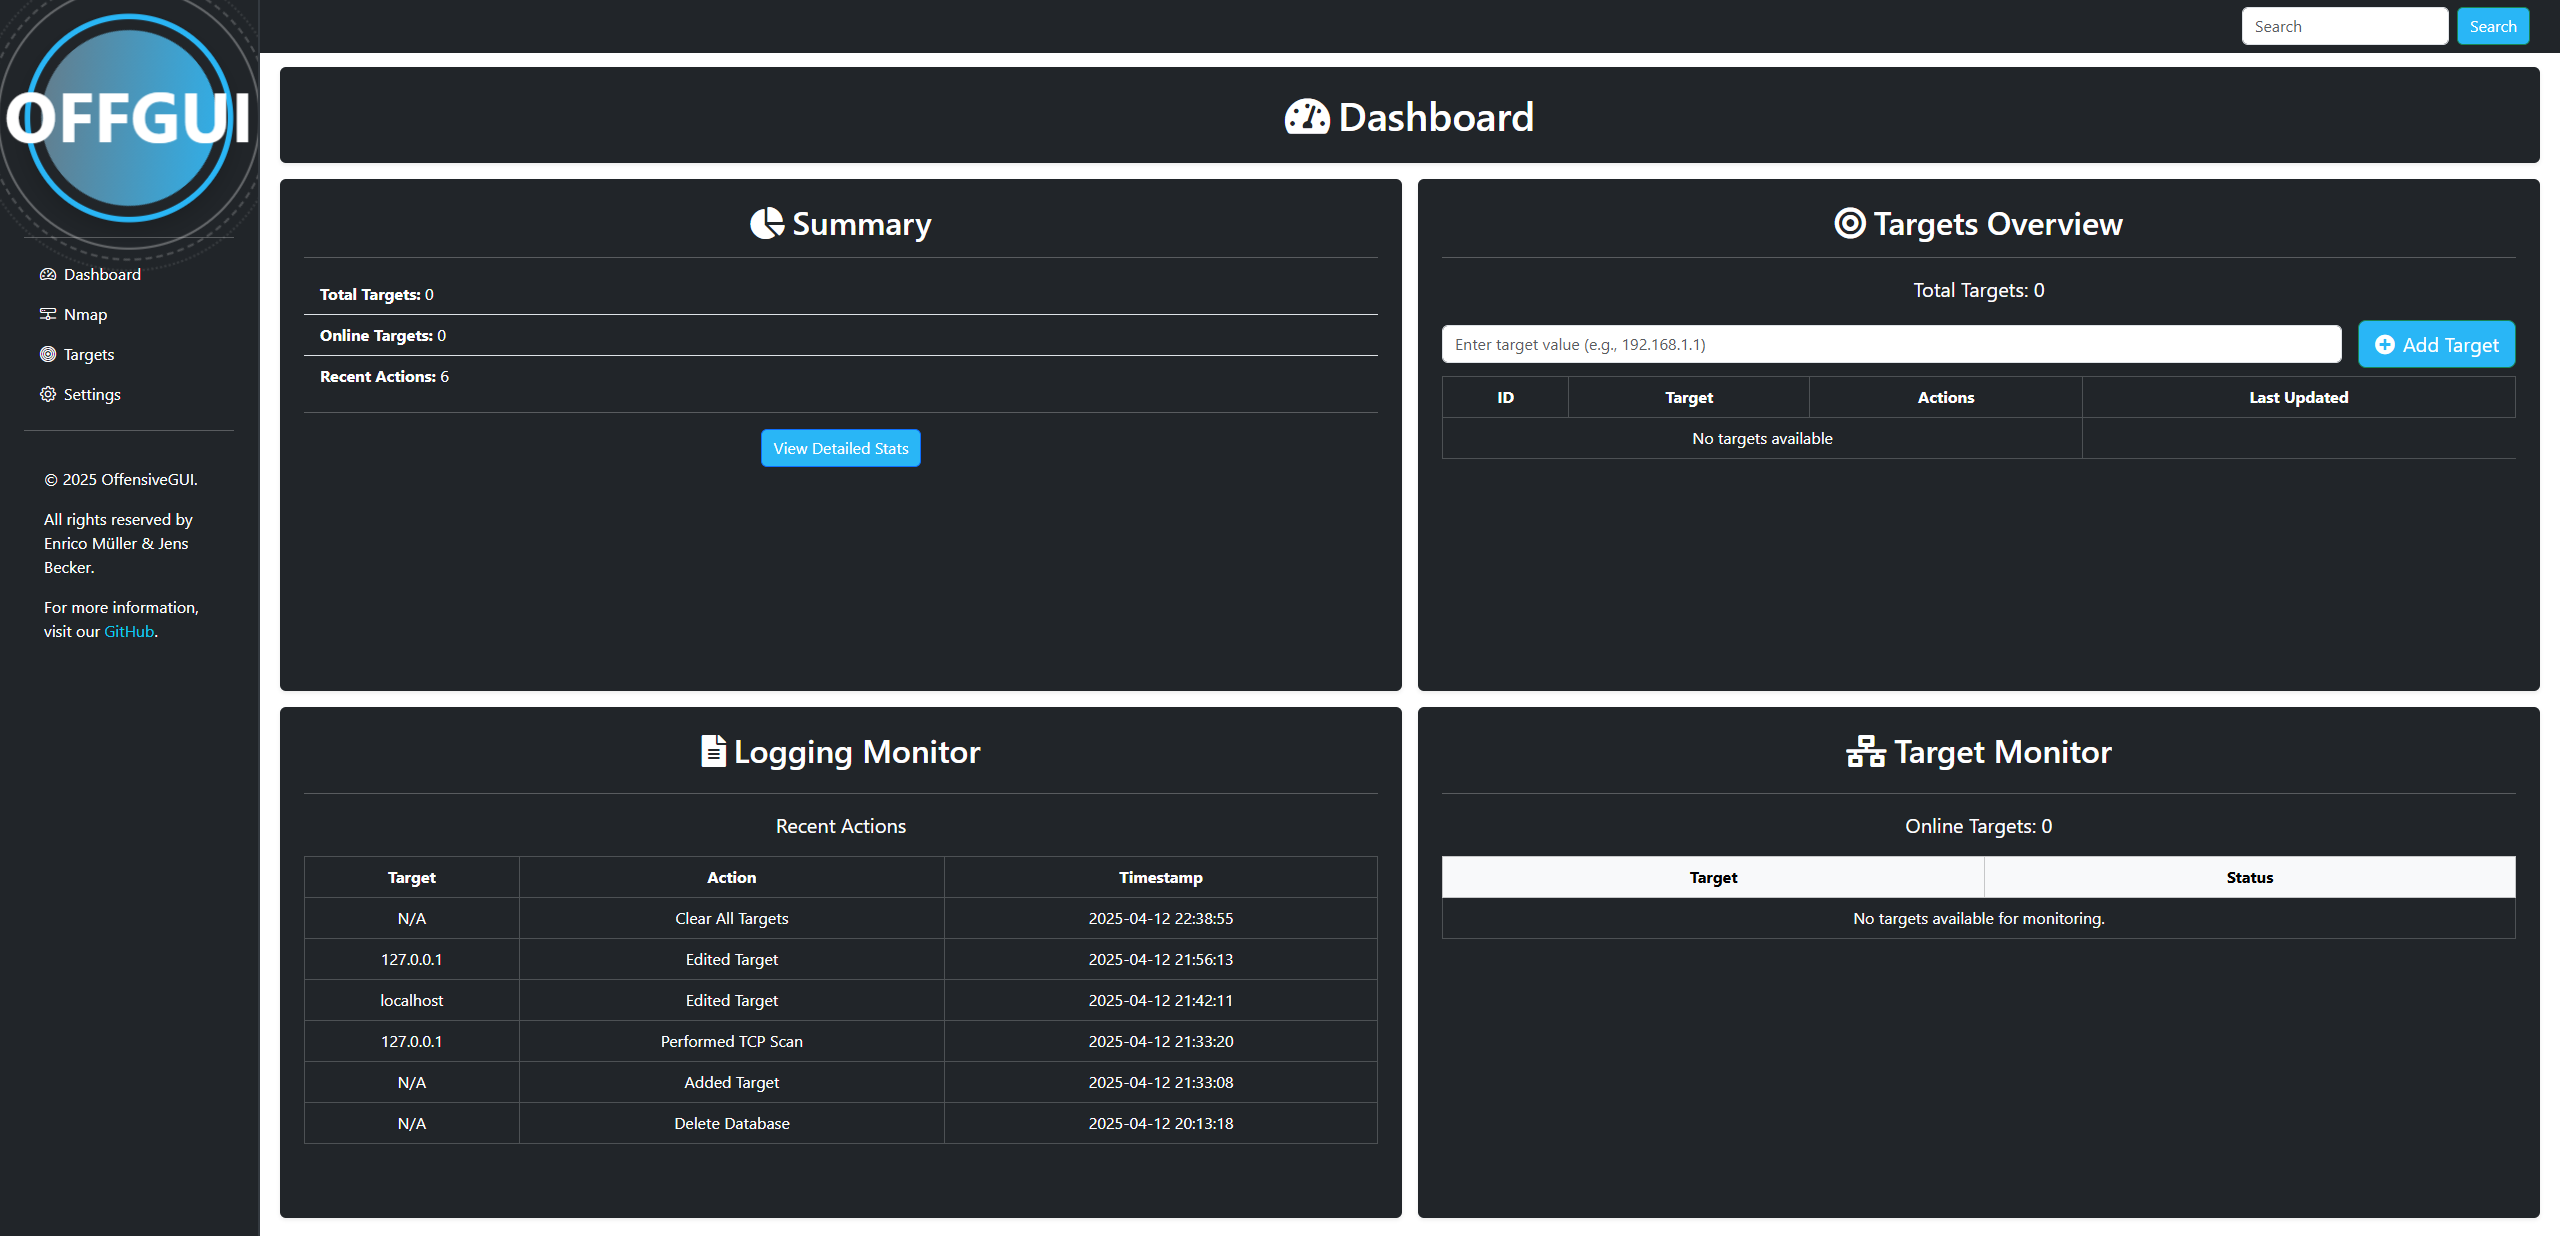 OFFGUI
Search Search
Dashboard
Nmap
Targets
Settings
© 2025 OffensiveGUI.
All rights reserved by
Enrico Müller & Jens
Becker.
For more information,
visit our GitHub.
Dashboard
Summary
Total Targets: 0
Online Targets: 0
Recent Actions: 6
View Detailed Stats
Targets Overview
Total Targets: 0
Enter target value (e.g., 192.168.1.1) Add Target
ID Target Actions Last Updated
No targets available
Logging Monitor
Recent Actions
Target Action Timestamp
N/A Clear All Targets 2025-04-12 22:38:55
127.0.0.1 Edited Target 2025-04-12 21:56:13
localhost Edited Target 2025-04-12 21:42:11
127.0.0.1 Performed TCP Scan 2025-04-12 21:33:20
N/A Added Target 2025-04-12 21:33:08
N/A Delete Database 2025-04-12 20:13:18
Target Monitor
Online Targets: 0
Target Status
No targets available for monitoring.